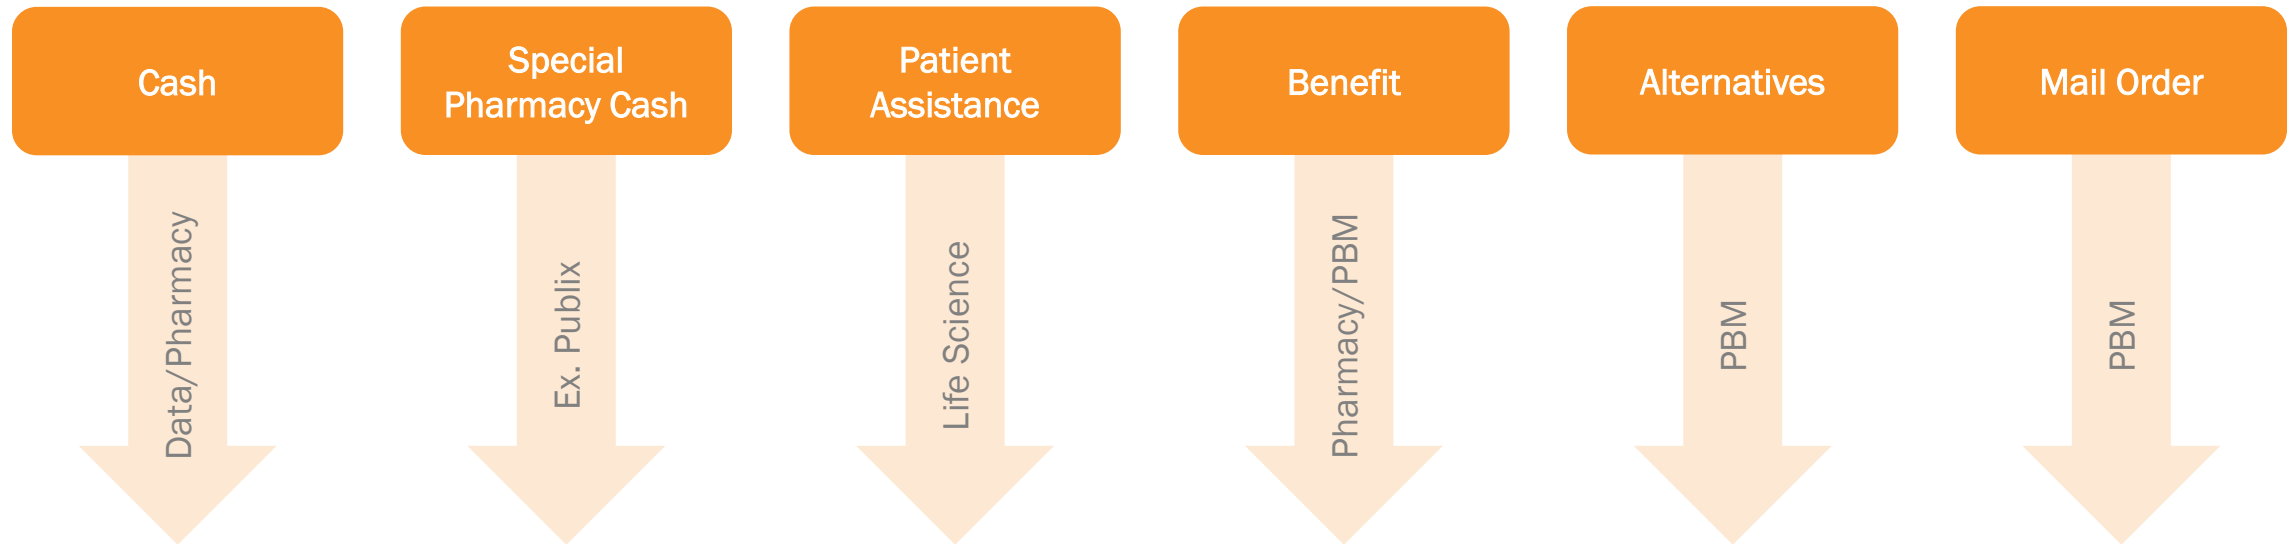 Cash
Special
Pharmacy Cash
Patient
Assistance
Benefit
Alternatives
Mail Order
Data/Pharmacy
Ex. Publix
Life Science
Pharmacy/PBM
PBM
PBM